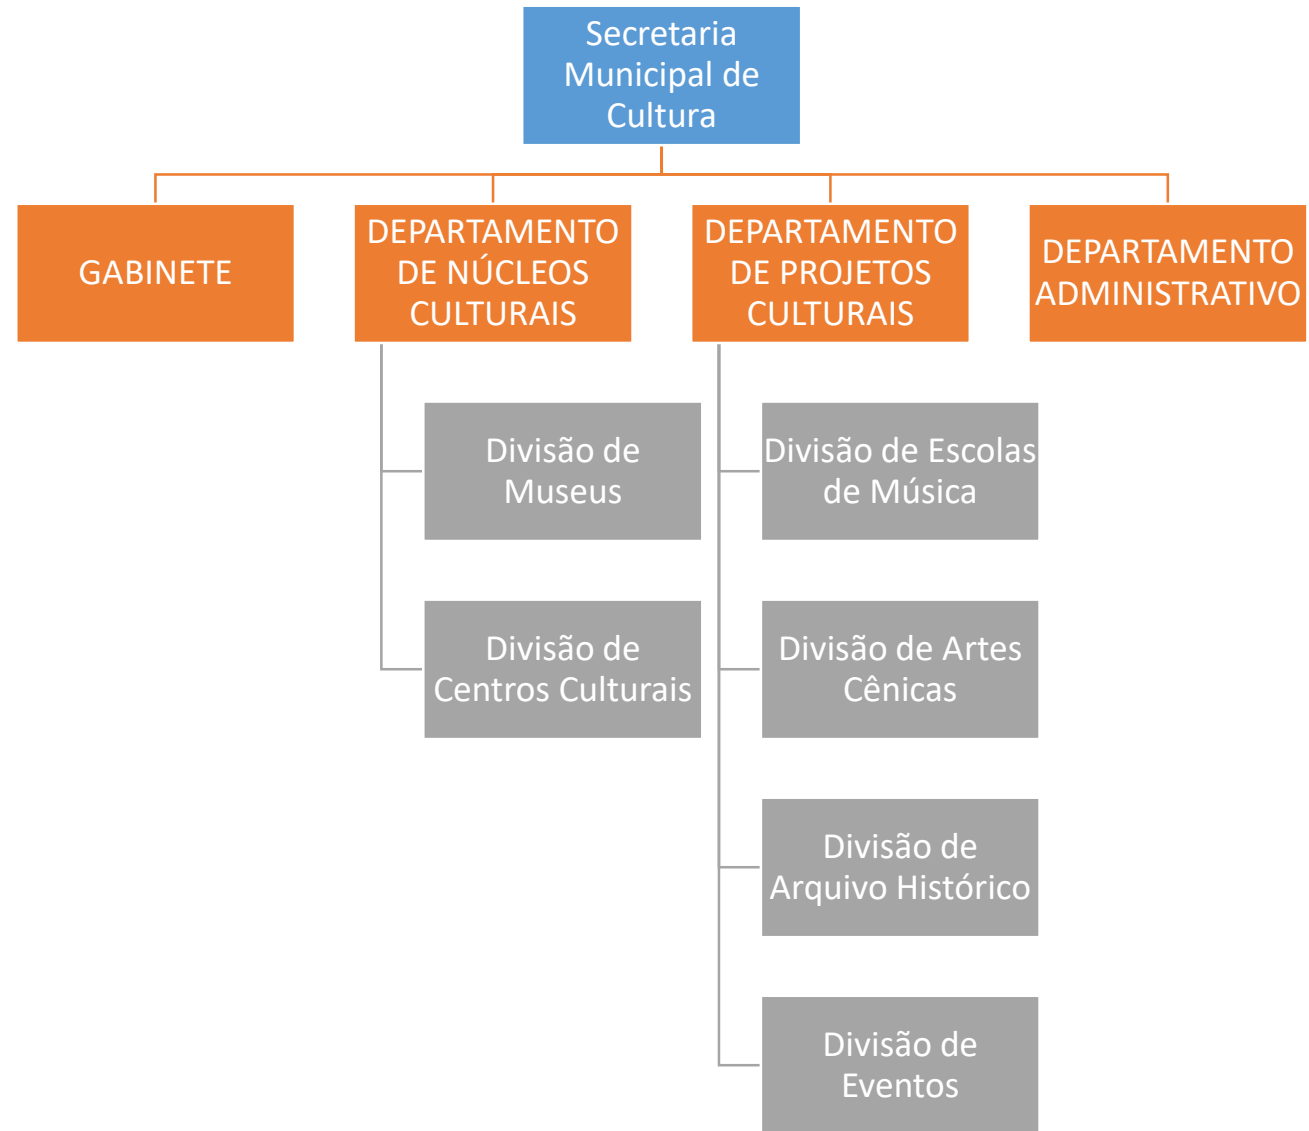 Secretaria
Municipal de
Cultura
GABINETE
DEPARTAMENTO
DE NÚCLEOS
CULTURAIS
DEPARTAMENTO
DE PROJETOS
CULTURAIS
DEPARTAMENTO
ADMINISTRATIVO
Divisão de
Museus
Divisão de
Centros Culturais
Divisão de Escolas
de Música
Divisão de Artes
Cênicas
Divisão de
Arquivo Histórico
Divisão de
Eventos